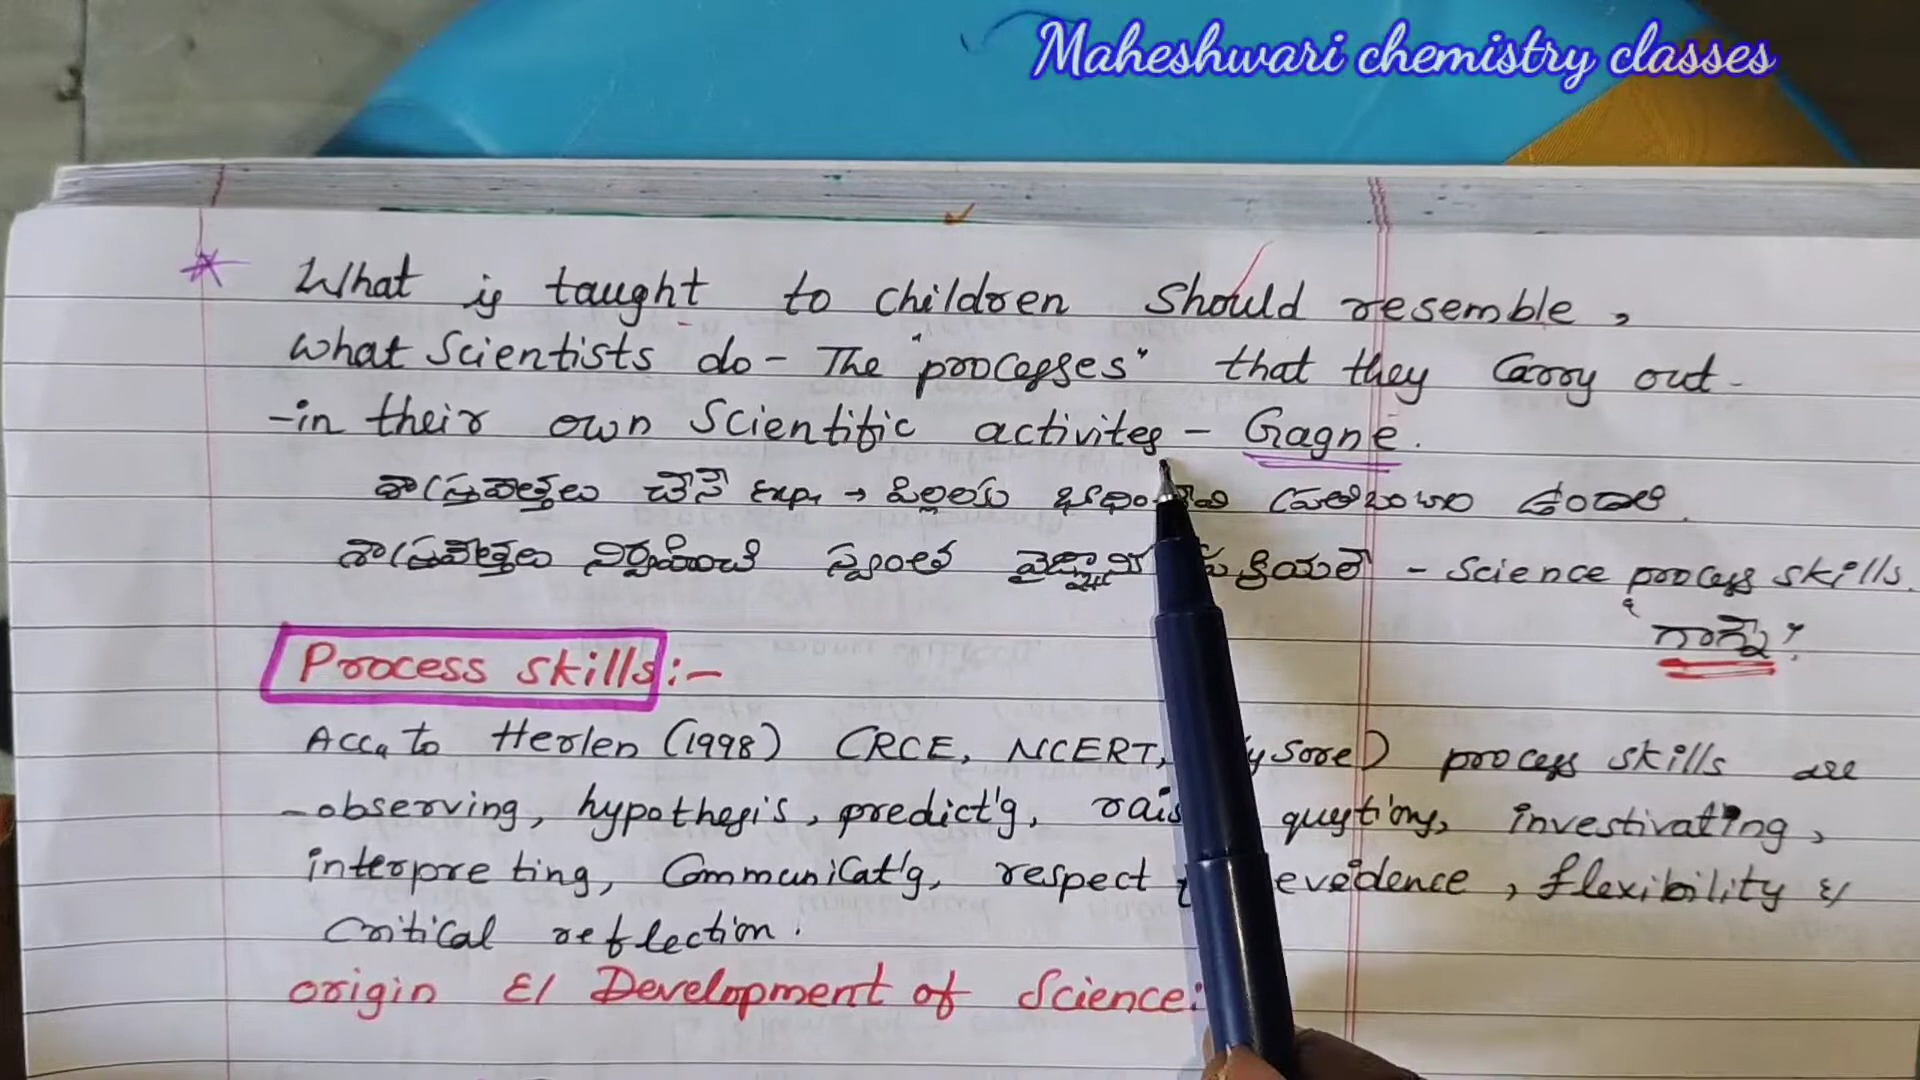 Maheshwari chemistry classes
What is taught to children should resemble,
what Scientists do - The "processes" that they Carry out -
-in their own Scientific activites - Gagne.
శాస్త్రవేత్తలు చేసే Exp, → పిల్లలకు ప్రతిబింబం ఉండాలి.
శాస్త్రవేత్తలు నిర్వహించే స్వంత - Science process skills.
"గాగ్నే"
Process skills:-
Acc to Herlen (1998) CRCE, NCERT, process skills are
-observing, hypothesis, predict'g, questions, investivating,
interpreting, Communicat'g, respect evedence, flexibility &
Critical reflection.
origin & Development of Science: